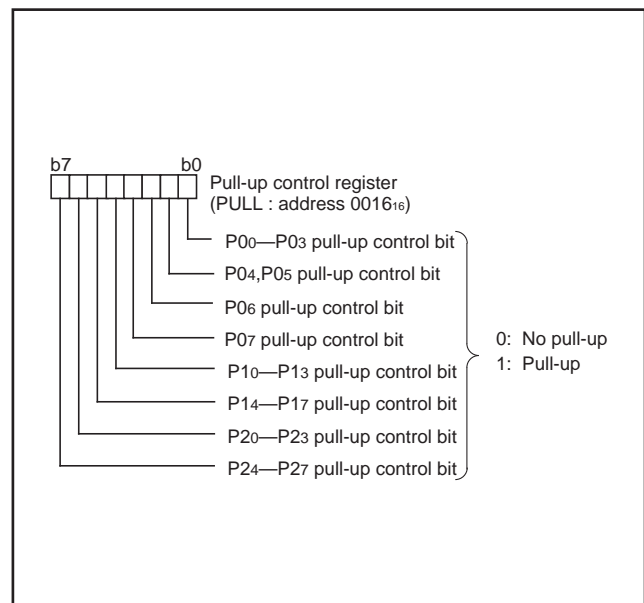 b7 b0
Pull-up control register
(PULL : address 0016₁₆)
P0₀—P0₃ pull-up control bit
P0₄,P0₅ pull-up control bit
P0₆ pull-up control bit
P0₇ pull-up control bit
P1₀—P1₃ pull-up control bit
P1₄—P1₇ pull-up control bit
P2₀—P2₃ pull-up control bit
P2₄—P2₇ pull-up control bit
0: No pull-up
1: Pull-up